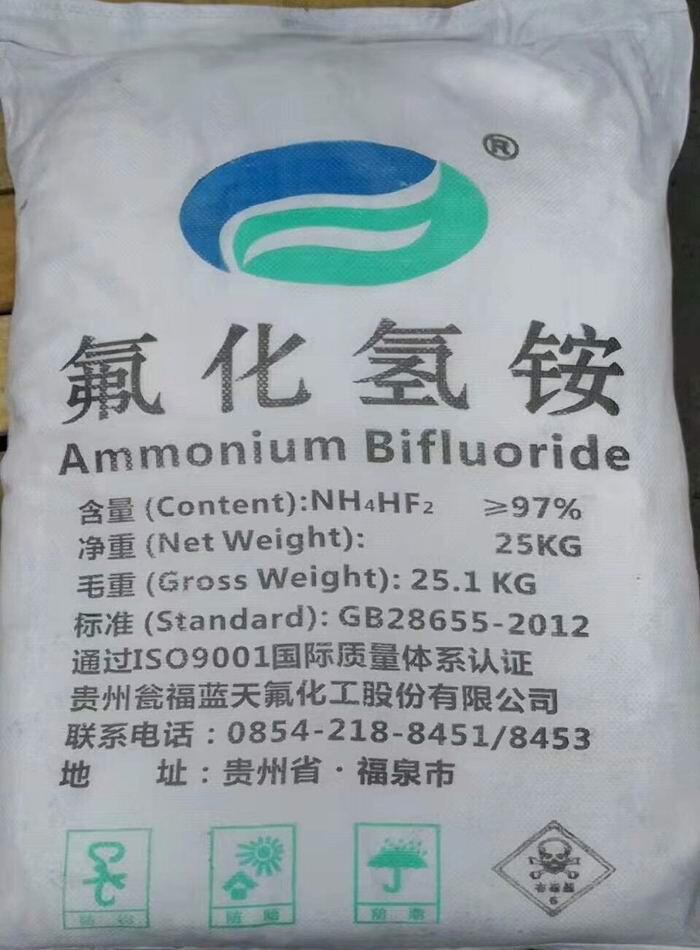 ®
氟化氢铵
Ammonium Bifluoride
含量 (Content):NH₄HF₂ ≥97%
净重 (Net Weight): 25KG
毛重 (Gross Weight): 25.1 KG
标准 (Standard): GB28655-2012
通过ISO9001国际质量体系认证
贵州瓮福蓝天氟化工股份有限公司
联系电话：0854-218-8451/8453
地 址：贵州省·福泉市